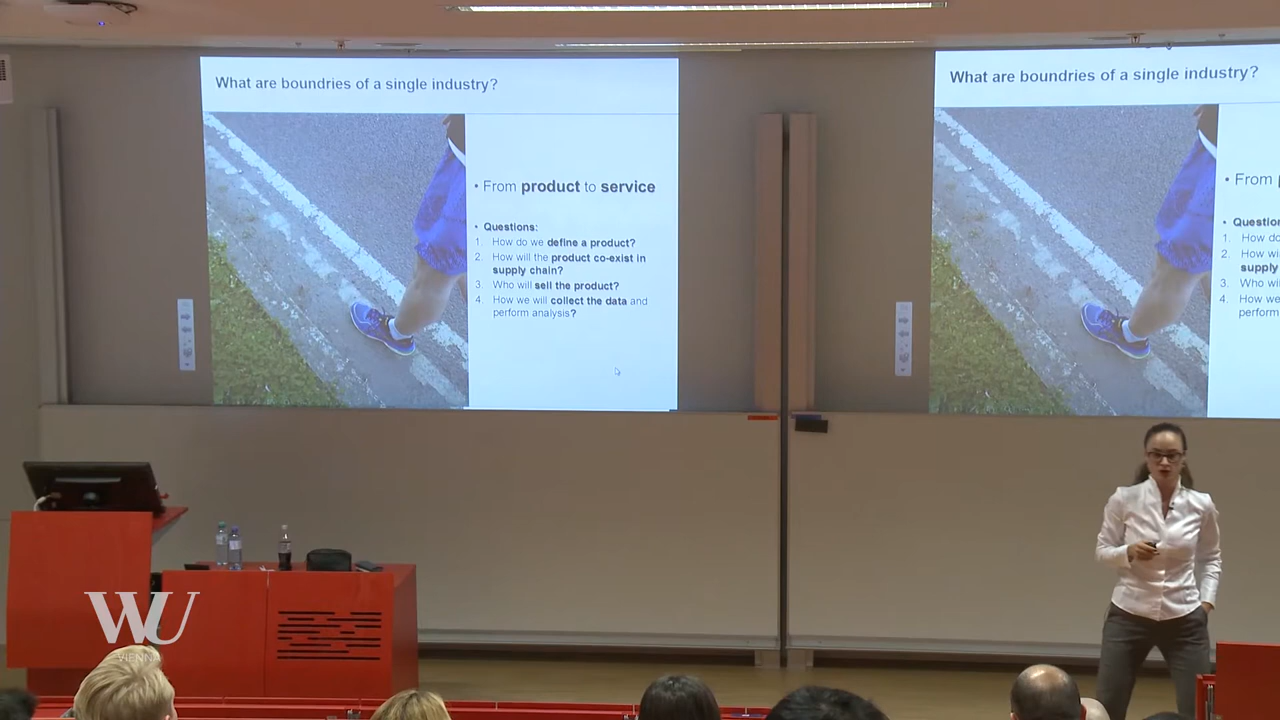 What are boundries of a single industry?
• From product to service
• Questions:
1. How do we define a product?
2. How will the product co-exist in
supply chain?
3. Who will sell the product?
4. How we will collect the data and
perform analysis?
What are boundries of a single industry?
• From
• Question
1. How do
2. How wi
supply
3. Who wi
4. How we
perform
WU
VIENNA